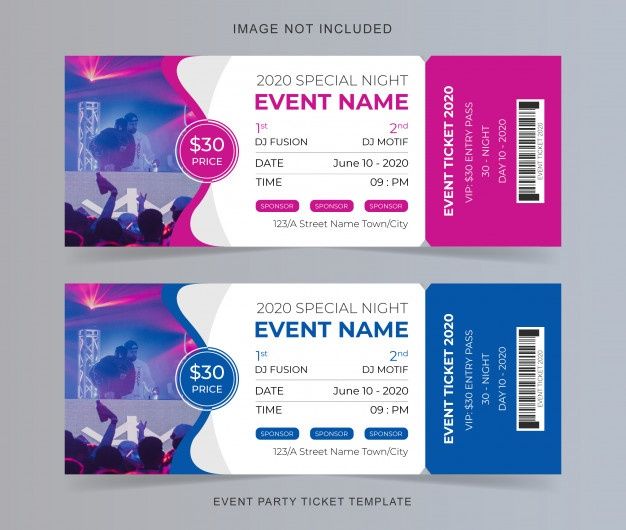 IMAGE NOT INCLUDED
2020 SPECIAL NIGHT
EVENT NAME
1st 2nd
DJ FUSION DJ MOTIF
DATE June 10 - 2020
TIME 09 : PM
SPONSOR SPONSOR SPONSOR
123/A Street Name Town/City
$30
PRICE
EVENT TICKET 2020
VIP: $30 ENTRY PASS
30 - NIGHT
DAY 10 - 2020
EVENT TICKET 2020
2020 SPECIAL NIGHT
EVENT NAME
1st 2nd
DJ FUSION DJ MOTIF
DATE June 10 - 2020
TIME 09 : PM
SPONSOR SPONSOR SPONSOR
123/A Street Name Town/City
$30
PRICE
EVENT TICKET 2020
VIP: $30 ENTRY PASS
30 - NIGHT
DAY 10 - 2020
EVENT TICKET 2020
EVENT PARTY TICKET TEMPLATE